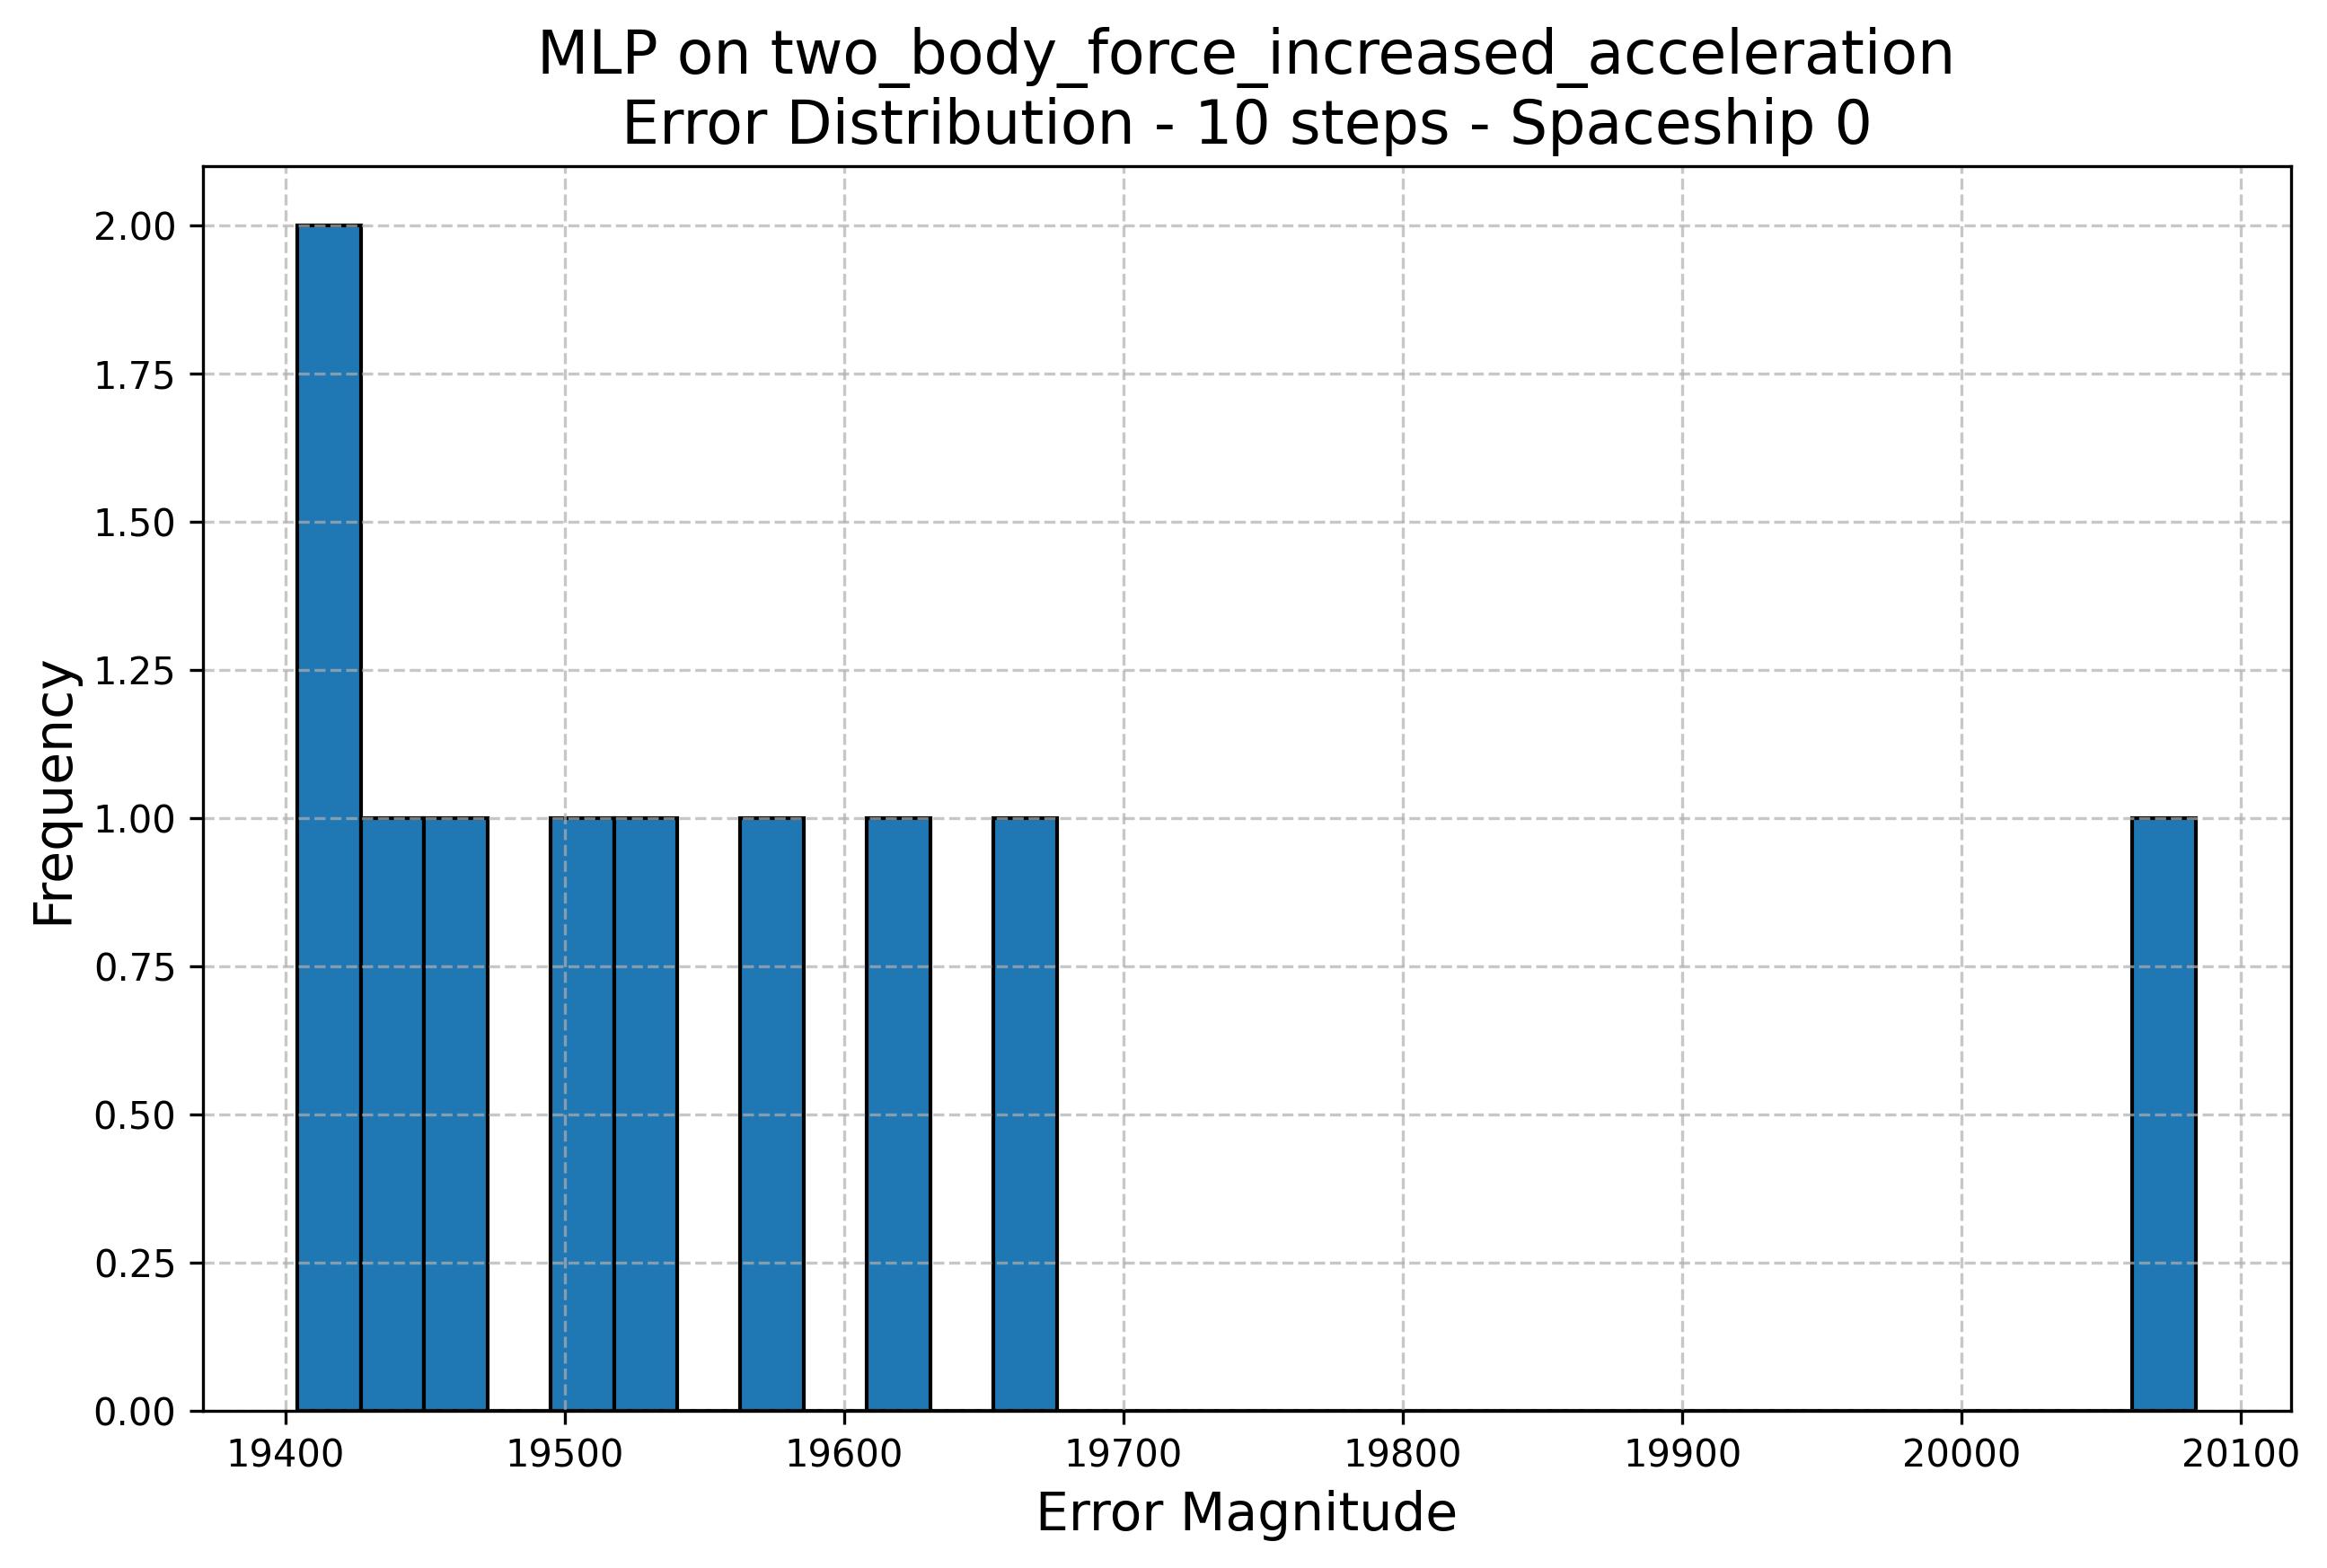 MLP on two_body_force_increased_acceleration
Error Distribution - 10 steps - Spaceship 0
Frequency
2.00
1.75
1.50
1.25
1.00
0.75
0.50
0.25
0.00
19400 19500 19600 19700 19800 19900 20000 20100
Error Magnitude